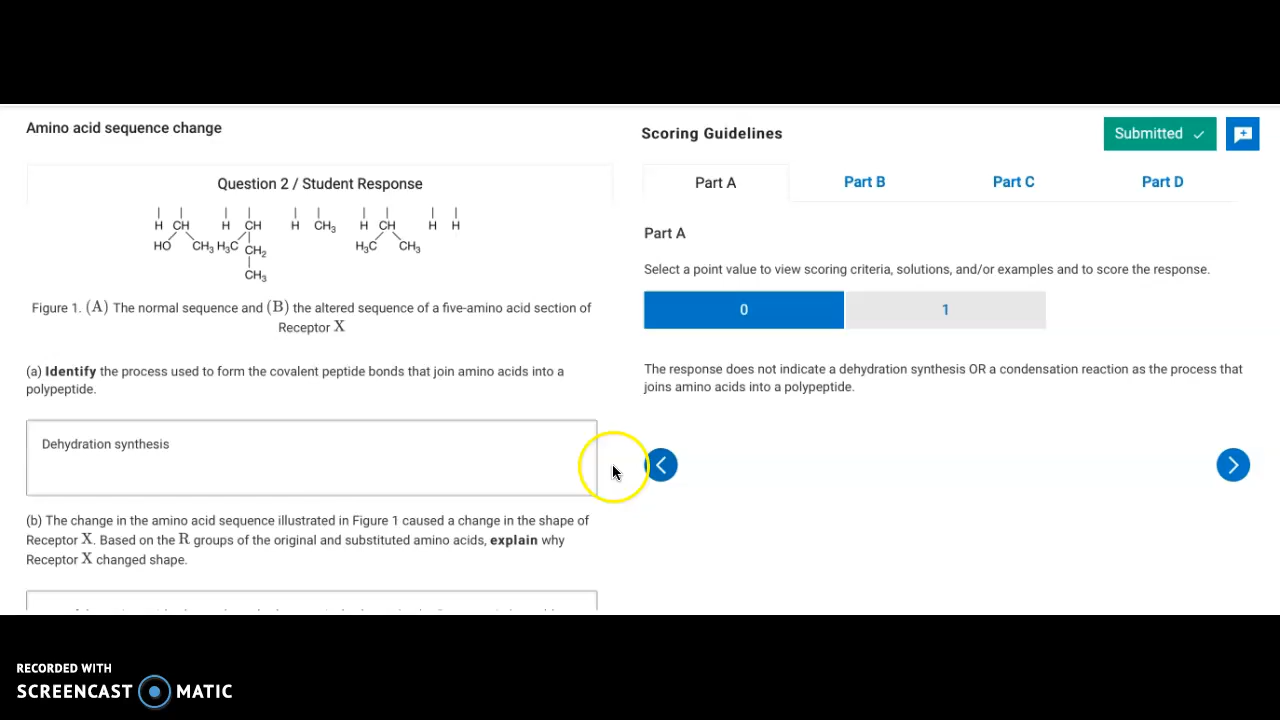 Amino acid sequence change
Scoring Guidelines
Submitted ✓
Question 2 / Student Response
Part A
Part B
Part C
Part D
H CH H CH H CH₃ H CH H H
HO CH₃ H₃C CH₂ H₃C CH₃
CH₃
Figure 1. (A) The normal sequence and (B) the altered sequence of a five-amino acid section of
Receptor X
(a) Identify the process used to form the covalent peptide bonds that join amino acids into a
polypeptide.
Dehydration synthesis
(b) The change in the amino acid sequence illustrated in Figure 1 caused a change in the shape of
Receptor X. Based on the R groups of the original and substituted amino acids, explain why
Receptor X changed shape.
Part A
Select a point value to view scoring criteria, solutions, and/or examples and to score the response.
0
1
The response does not indicate a dehydration synthesis OR a condensation reaction as the process that
joins amino acids into a polypeptide.
RECORDED WITH
SCREENCAST MATIC